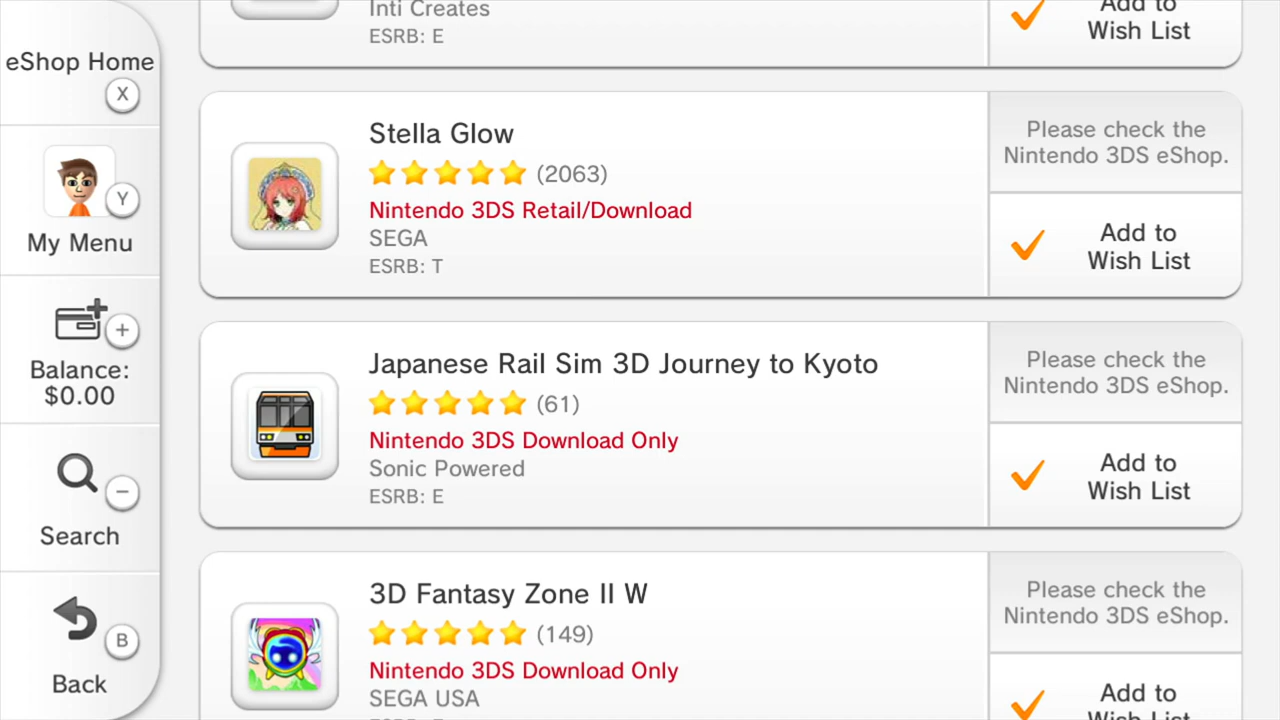 eShop Home
X
Y
My Menu
+
Balance:
$0.00
−
Search
B
Back
Inti Creates
ESRB: E
Add to
Wish List
Stella Glow
(2063)
Nintendo 3DS Retail/Download
SEGA
ESRB: T
Please check the
Nintendo 3DS eShop.
Add to
Wish List
Japanese Rail Sim 3D Journey to Kyoto
(61)
Nintendo 3DS Download Only
Sonic Powered
ESRB: E
Please check the
Nintendo 3DS eShop.
Add to
Wish List
3D Fantasy Zone II W
(149)
Nintendo 3DS Download Only
SEGA USA
Please check the
Nintendo 3DS eShop.
Add to
Wish List